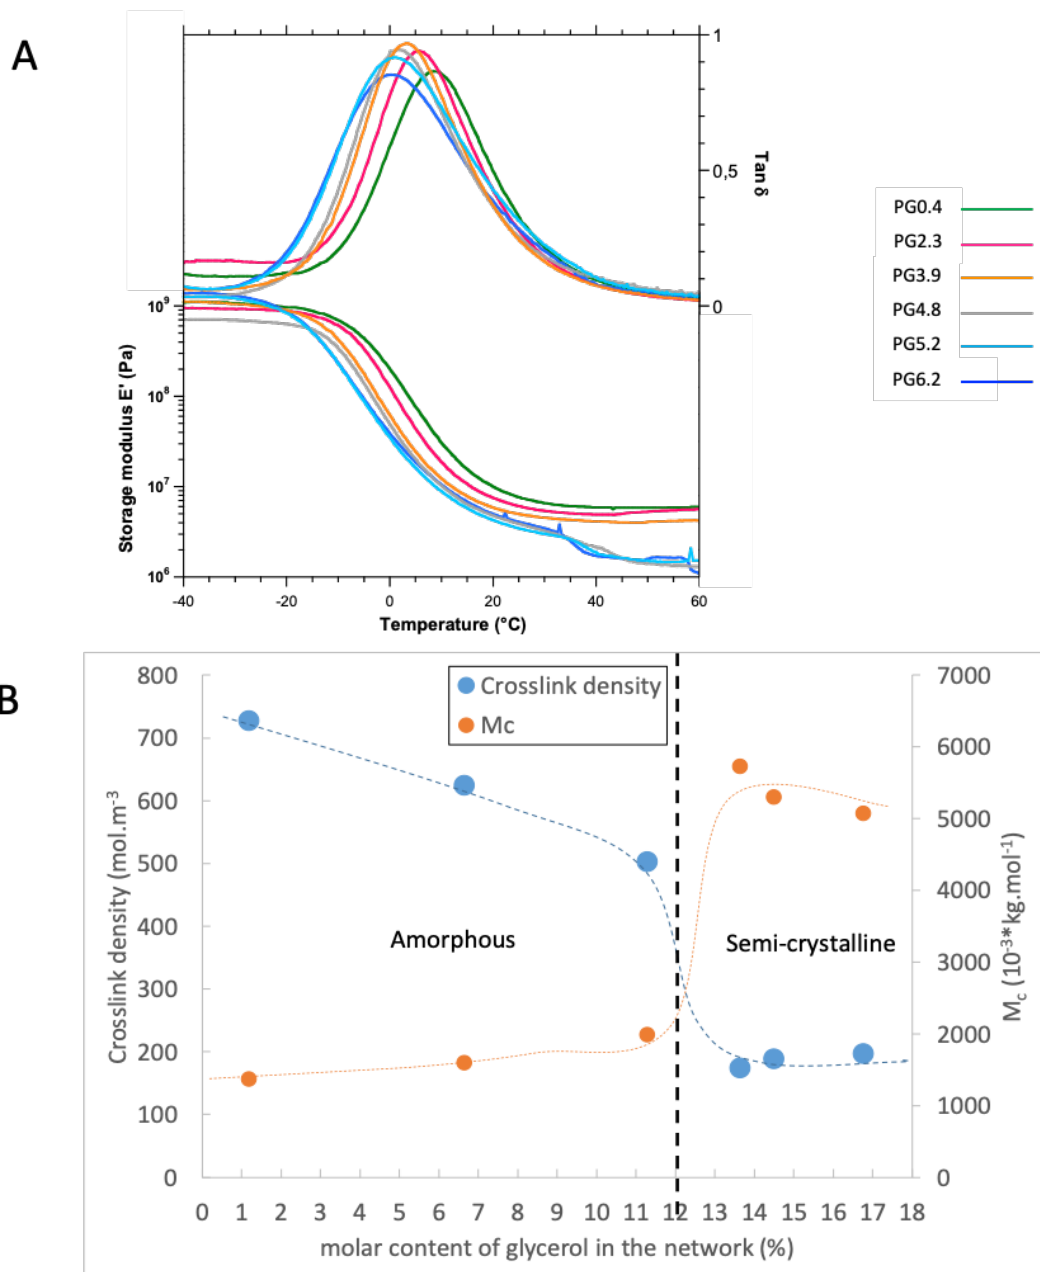 A
1
0,5
0
Tan δ
10⁹
10⁸
10⁷
10⁶
Storage modulus E' (Pa)
-40 -20 0 20 40 60
Temperature (°C)
PG0.4
PG2.3
PG3.9
PG4.8
PG5.2
PG6.2
B
Crosslink density
Mc
800
700
600
500
400
300
200
100
0
Crosslink density (mol.m⁻³)
Amorphous
Semi-crystalline
7000
6000
5000
4000
3000
2000
1000
0
M꜀ (10⁻³*kg.mol⁻¹)
0 1 2 3 4 5 6 7 8 9 10 11 12 13 14 15 16 17 18
molar content of glycerol in the network (%)